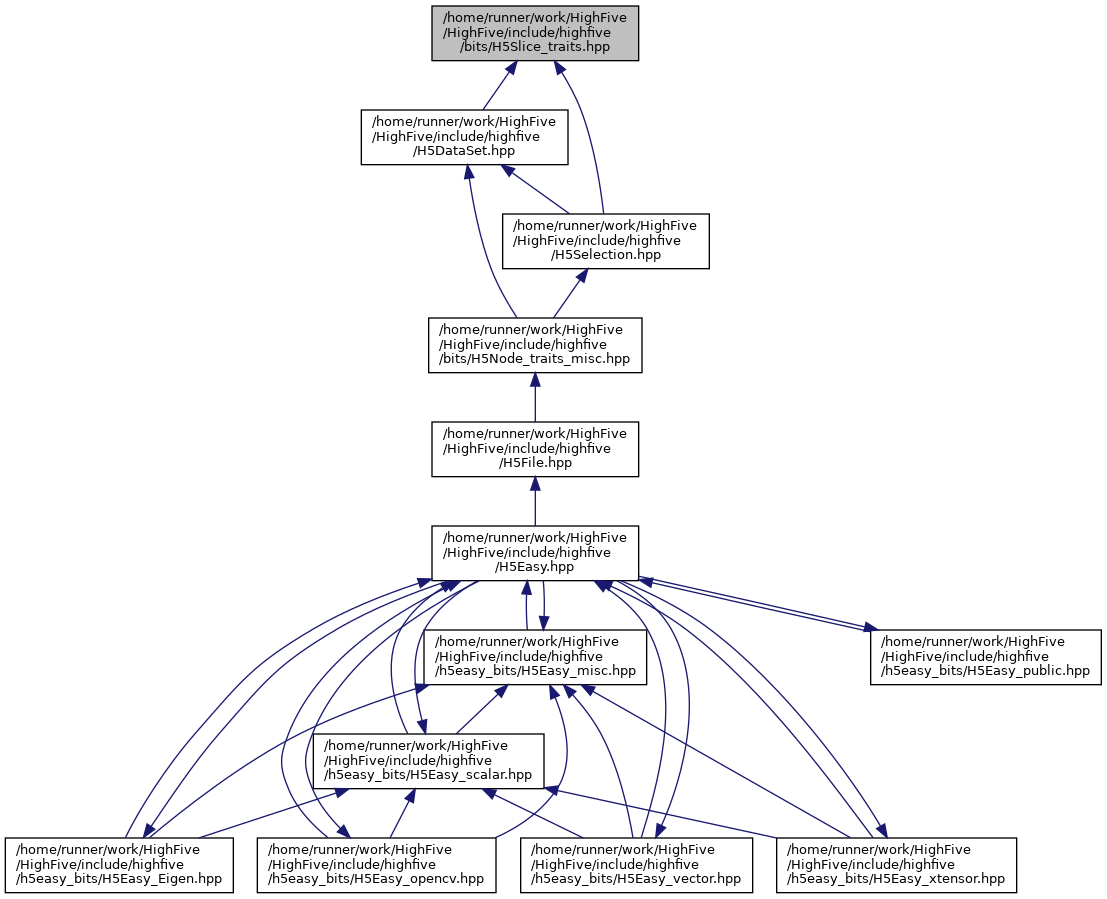 /home/runner/work/HighFive
/HighFive/include/highfive
/bits/H5Slice_traits.hpp
/home/runner/work/HighFive
/HighFive/include/highfive
/H5DataSet.hpp
/home/runner/work/HighFive
/HighFive/include/highfive
/H5Selection.hpp
/home/runner/work/HighFive
/HighFive/include/highfive
/bits/H5Node_traits_misc.hpp
/home/runner/work/HighFive
/HighFive/include/highfive
/H5File.hpp
/home/runner/work/HighFive
/HighFive/include/highfive
/H5Easy.hpp
/home/runner/work/HighFive
/HighFive/include/highfive
/h5easy_bits/H5Easy_misc.hpp
/home/runner/work/HighFive
/HighFive/include/highfive
/h5easy_bits/H5Easy_public.hpp
/home/runner/work/HighFive
/HighFive/include/highfive
/h5easy_bits/H5Easy_scalar.hpp
/home/runner/work/HighFive
/HighFive/include/highfive
/h5easy_bits/H5Easy_Eigen.hpp
/home/runner/work/HighFive
/HighFive/include/highfive
/h5easy_bits/H5Easy_opencv.hpp
/home/runner/work/HighFive
/HighFive/include/highfive
/h5easy_bits/H5Easy_vector.hpp
/home/runner/work/HighFive
/HighFive/include/highfive
/h5easy_bits/H5Easy_xtensor.hpp